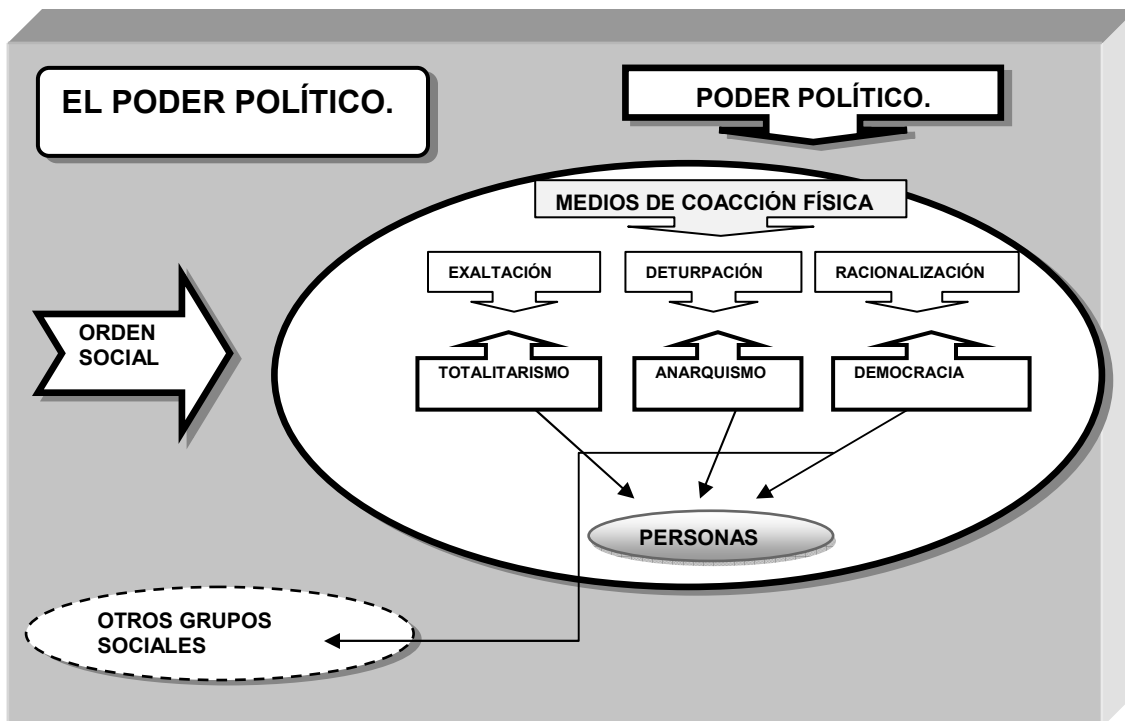 EL PODER POLÍTICO.
PODER POLÍTICO.
MEDIOS DE COACCIÓN FÍSICA
EXALTACIÓN
DETURPACIÓN
RACIONALIZACIÓN
ORDEN
SOCIAL
TOTALITARISMO
ANARQUISMO
DEMOCRACIA
PERSONAS
OTROS GRUPOS
SOCIALES